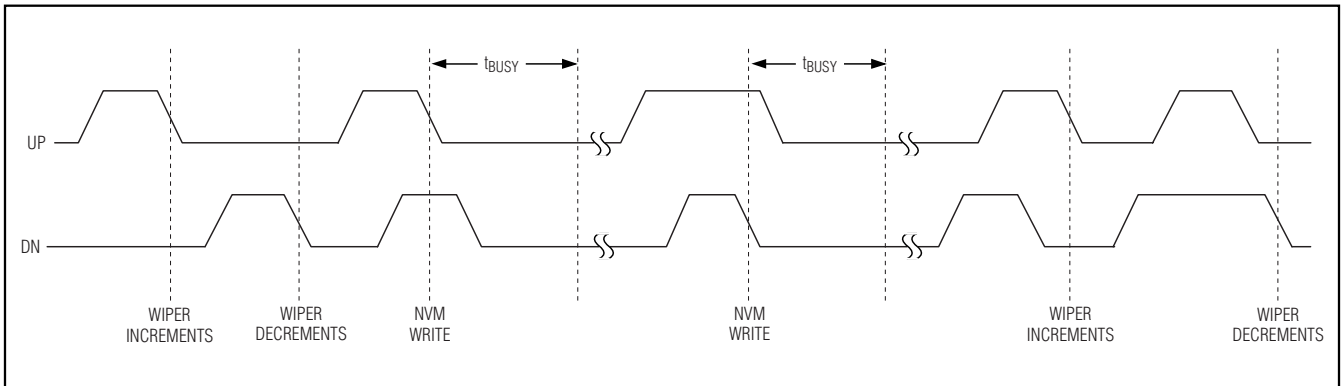 tBUSY
tBUSY
UP
DN
WIPER
INCREMENTS
WIPER
DECREMENTS
NVM
WRITE
NVM
WRITE
WIPER
INCREMENTS
WIPER
DECREMENTS